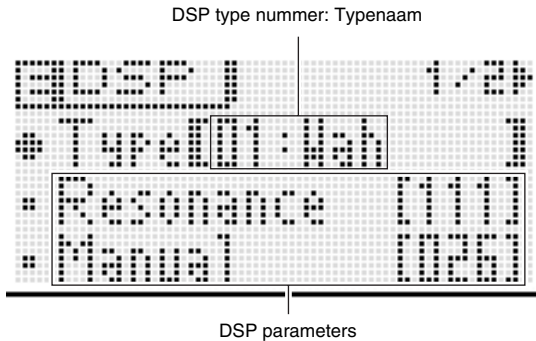 DSP type nummer: Typenaam
DSP 1/2
Type[01:Wah ]
Resonance [111]
Manual [026]
DSP parameters